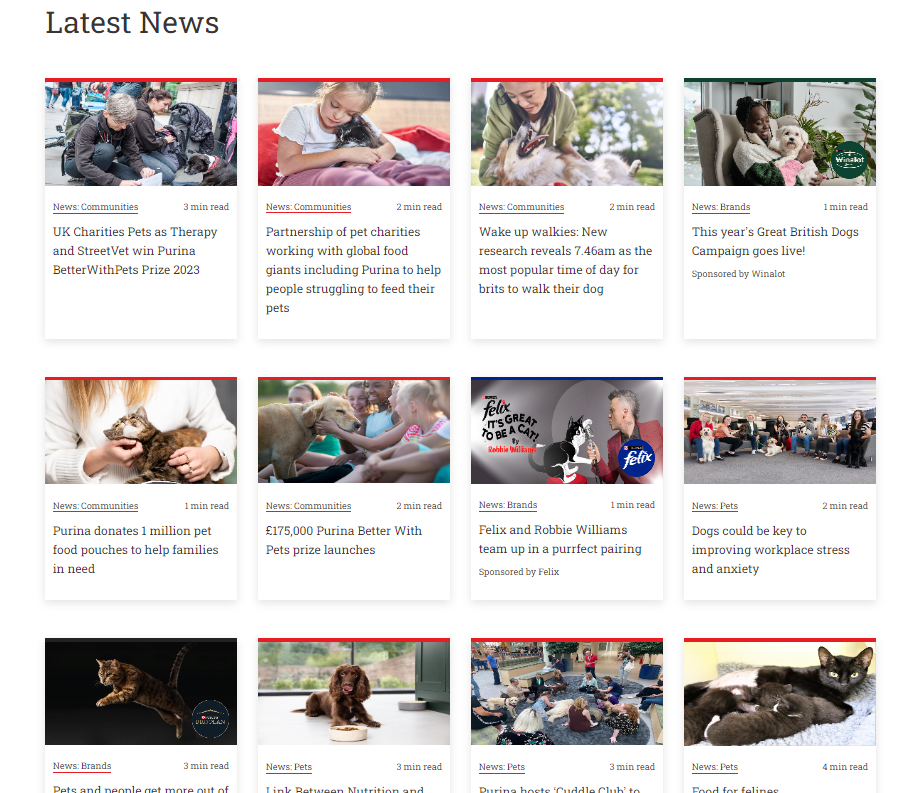 Latest News
News: Communities 3 min read
UK Charities Pets as Therapy
and StreetVet win Purina
BetterWithPets Prize 2023
News: Communities 2 min read
Partnership of pet charities
working with global food
giants including Purina to help
people struggling to feed their
pets
News: Communities 2 min read
Wake up walkies: New
research reveals 7.46am as the
most popular time of day for
brits to walk their dog
Winalot
News: Brands 1 min read
This year's Great British Dogs
Campaign goes live!
Sponsored by Winalot
News: Communities 1 min read
Purina donates 1 million pet
food pouches to help families
in need
News: Communities 2 min read
£175,000 Purina Better With
Pets prize launches
felix
IT'S GREAT
TO BE A CAT!
By
Robbie Williams
felix
News: Brands 1 min read
Felix and Robbie Williams
team up in a purrfect pairing
Sponsored by Felix
News: Pets 2 min read
Dogs could be key to
improving workplace stress
and anxiety
PRO PLAN
News: Brands 3 min read
Pets and people get more out of
News: Pets 3 min read
Link Between Nutrition and
News: Pets 3 min read
Purina hosts 'Cuddle Club' to
News: Pets 4 min read
Food for felines